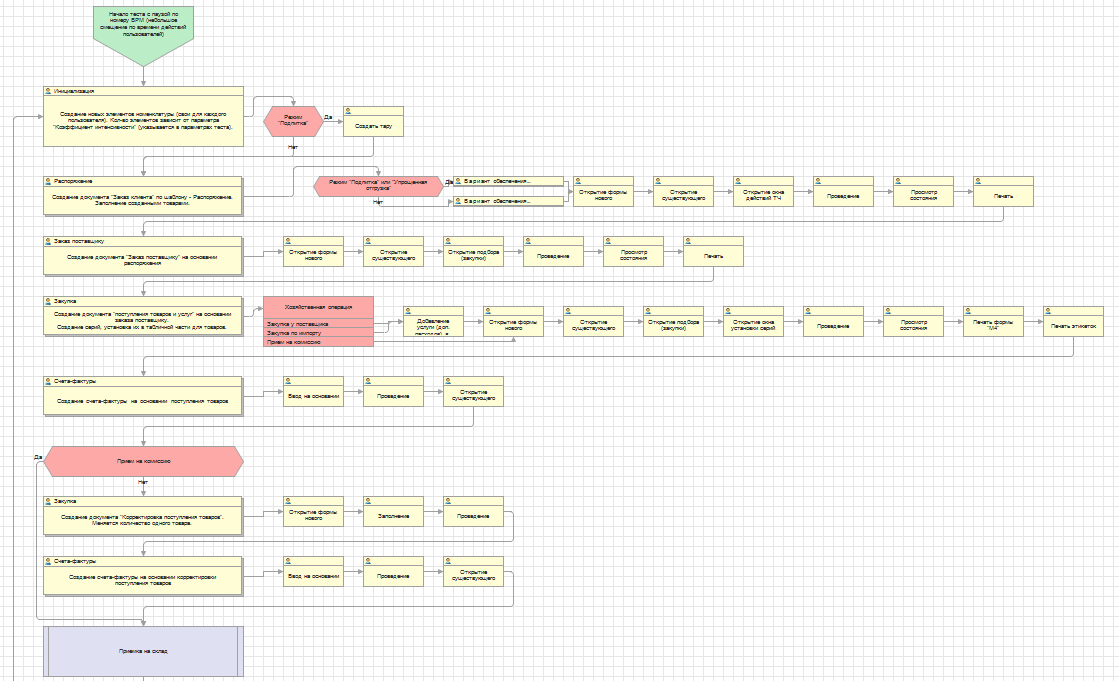 Начало теста с паузой по
номеру ВРМ (небольшое
смещение по времени действий
пользователей)
Инициализация
Создание новых элементов номенклатуры (свои для каждого
пользователя). Кол-во элементов зависит от параметра
"Коэффициент интенсивности" (указывается в параметрах теста).
Режим
"Подпитка"
Да
Создать тару
Нет
Распоряжение
Создание документа "Заказ клиента" по шаблону - Распоряжение.
Заполнение созданными товарами.
Режим "Подпитка" или "Упрощенная
отгрузка"
Да
Нет
Вариант обеспечения...
Вариант обеспечения...
Открытие формы
нового
Открытие
существующего
Открытие окна
действий ТЧ
Проведение
Просмотр
состояния
Печать
Заказ поставщику
Создание документа "Заказ поставщику" на основании
распоряжения
Открытие формы
нового
Открытие
существующего
Открытие подбора
(закупки)
Проведение
Просмотр
состояния
Печать
Закупка
Создание документа "поступления товаров и услуг" на основании
заказа поставщику.
Создание серий, установка их в табличной части для товаров.
Хозяйственная операция
Закупка у поставщика
Закупка по импорту
Прием на комиссию
Добавление
услуги (доп.
Открытие формы
нового
Открытие
существующего
Открытие подбора
(закупки)
Открытие окна
установки серий
Проведение
Просмотр
состояния
Печать формы
"М4"
Печать этикеток
Счета-фактуры
Создание счета-фактуры на основании поступления товаров
Ввод на основании
Проведение
Открытие
существующего
Да
Прием на комиссию
Нет
Закупка
Создание документа "Корректировка поступления товаров".
Меняется количество одного товара.
Открытие формы
нового
Заполнение
Проведение
Счета-фактуры
Создание счета-фактуры на основании корректировки
поступления товаров
Ввод на основании
Проведение
Открытие
существующего
Приемка на склад